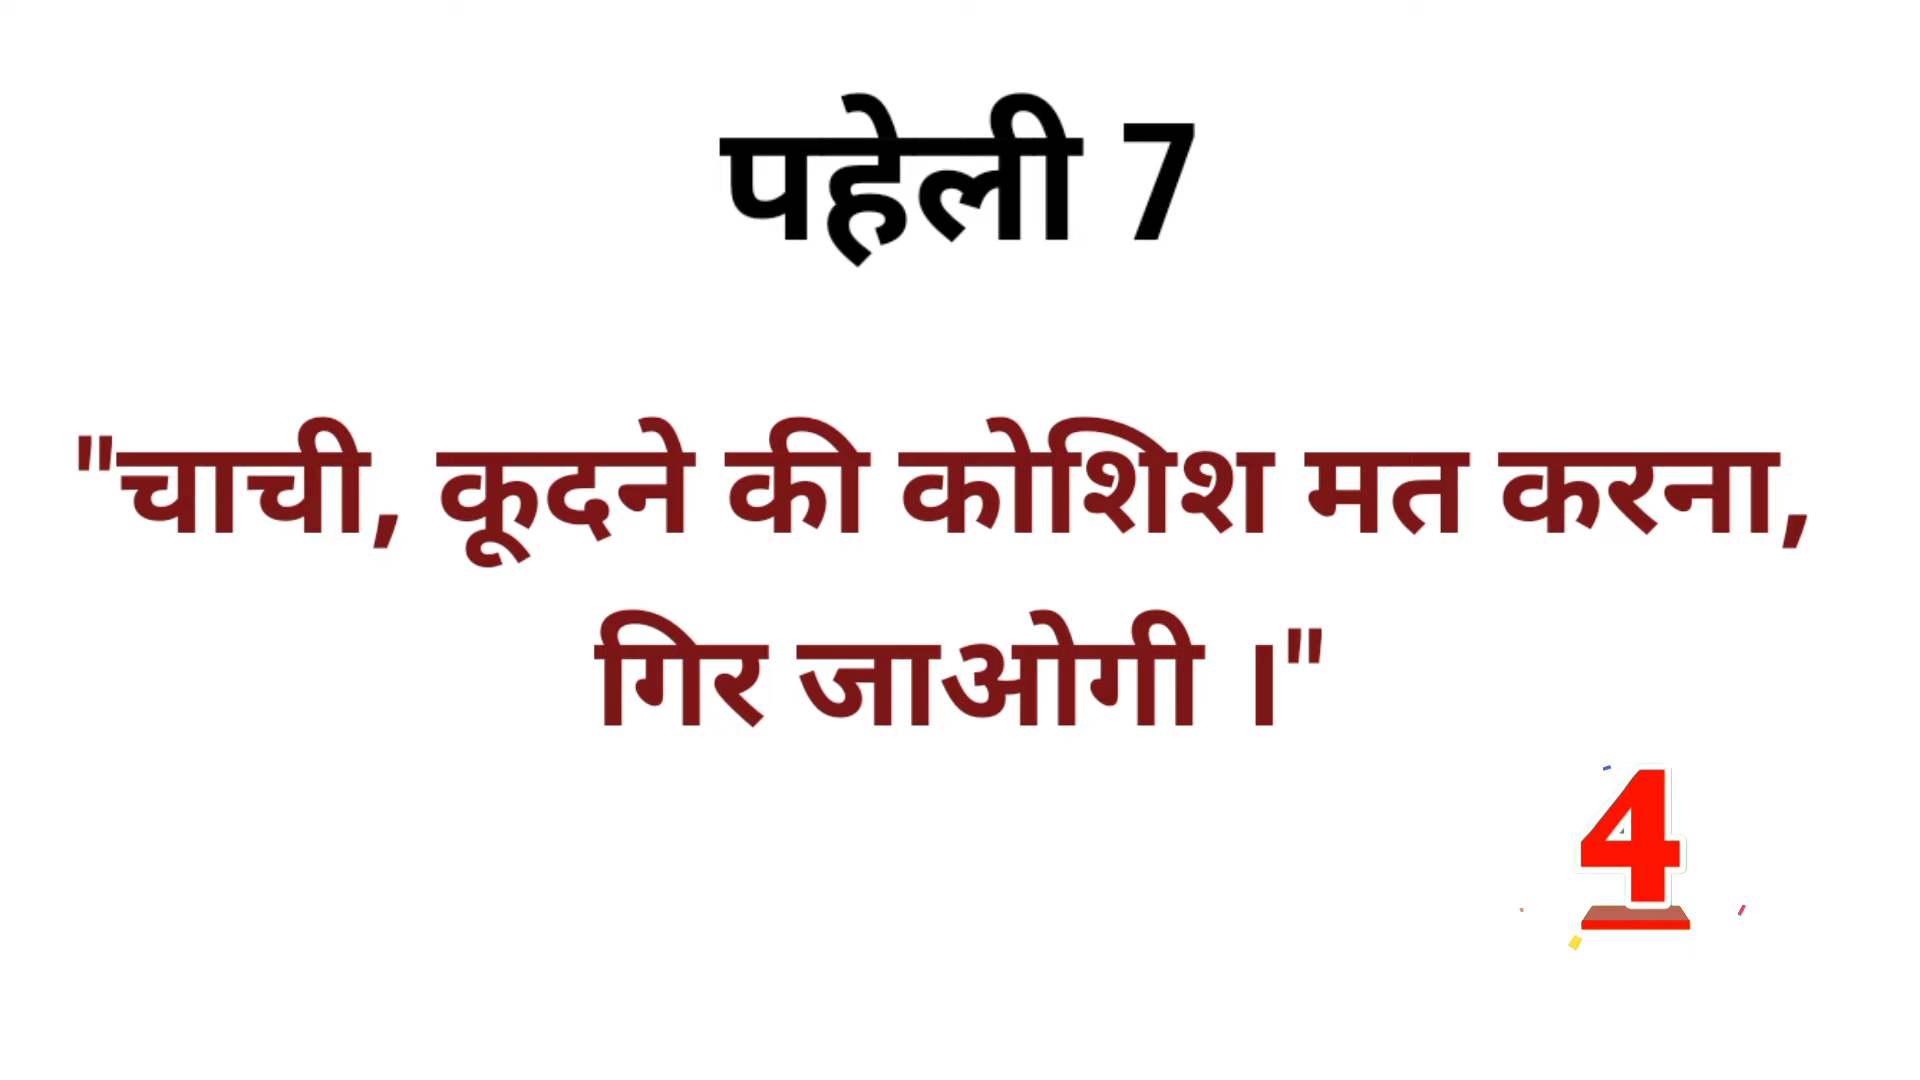 पहेली 7
"चाची, कूदने की कोशिश मत करना,
गिर जाओगी ।"
4